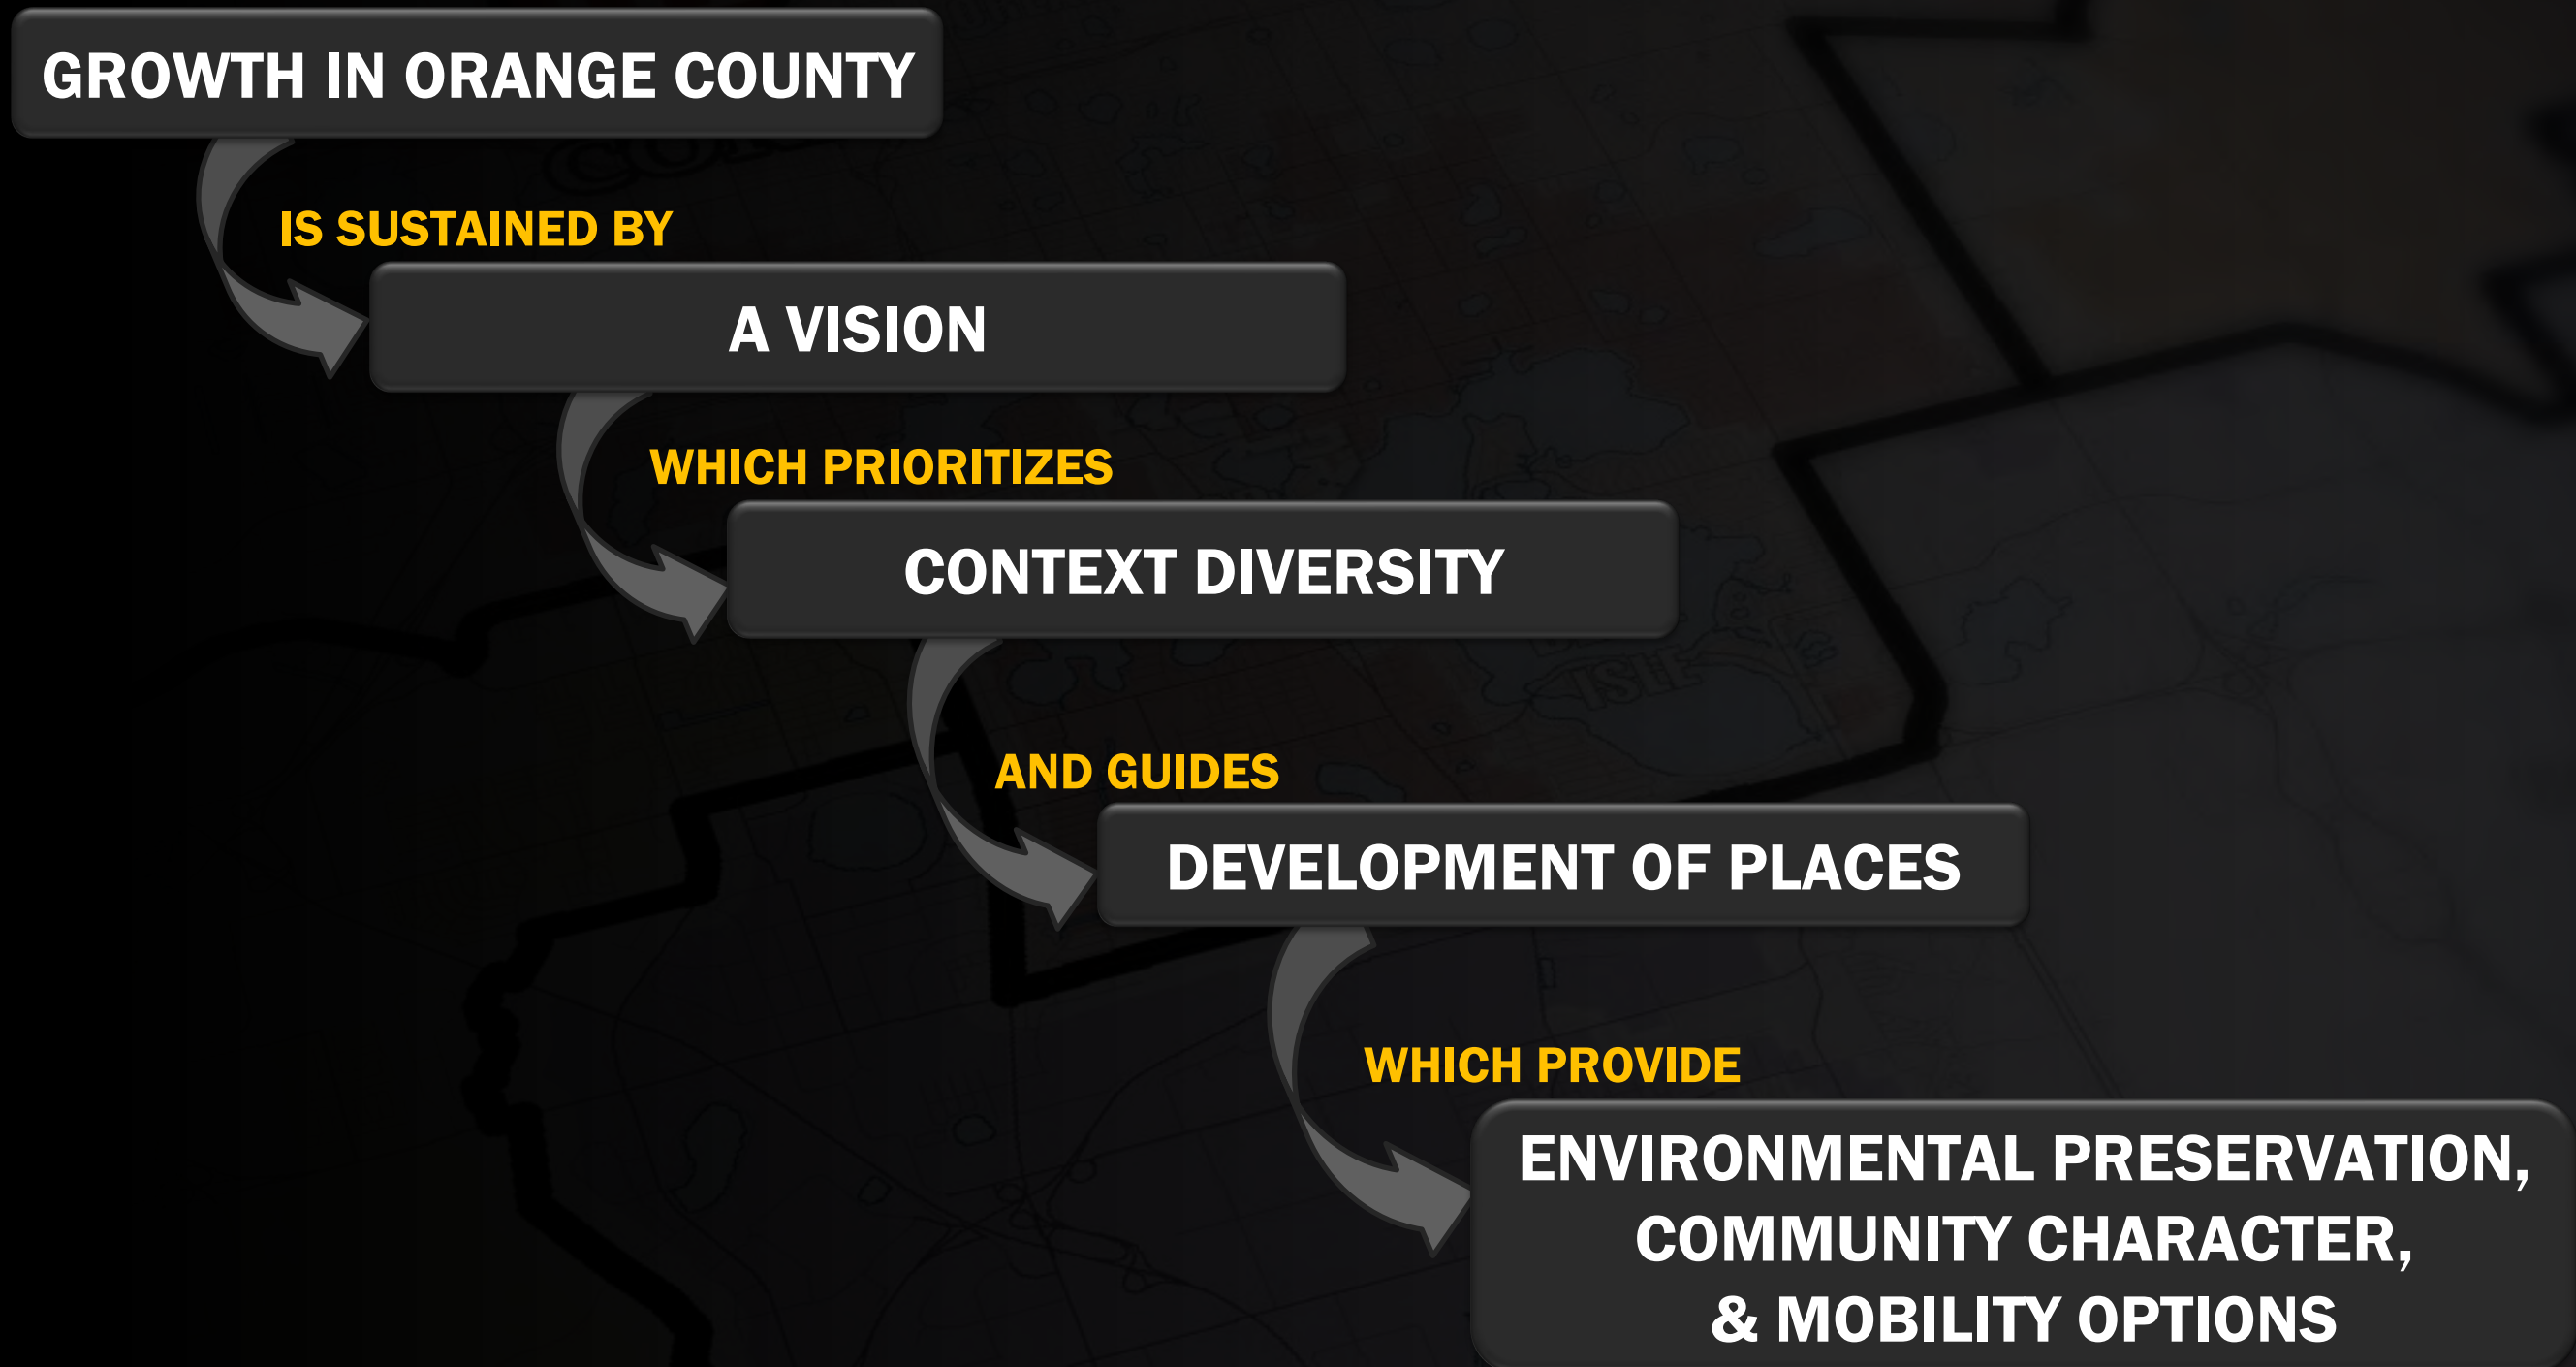 GROWTH IN ORANGE COUNTY
IS SUSTAINED BY
A VISION
WHICH PRIORITIZES
CONTEXT DIVERSITY
ISLE
AND GUIDES
DEVELOPMENT OF PLACES
WHICH PROVIDE
ENVIRONMENTAL PRESERVATION,
COMMUNITY CHARACTER,
& MOBILITY OPTIONS